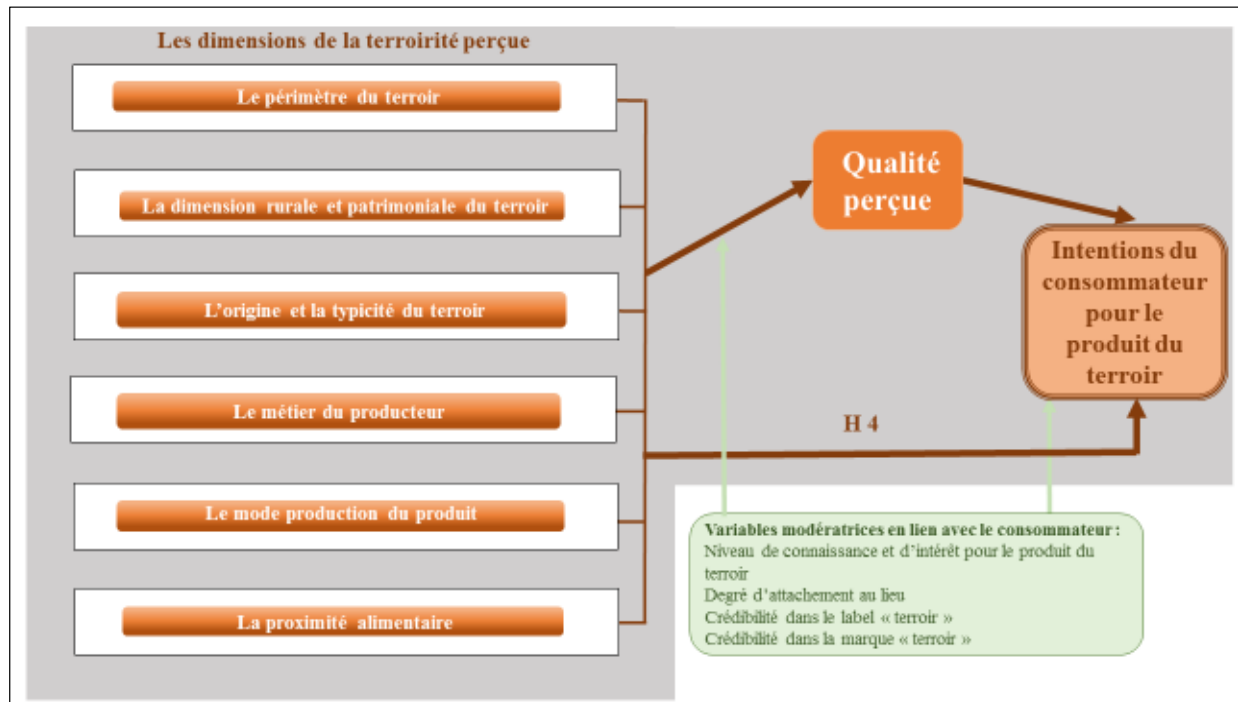 Les dimensions de la terroirité perçue
Le périmètre du terroir
La dimension rurale et patrimoniale du terroir
L'origine et la typicité du terroir
Le métier du producteur
Le mode production du produit
La proximité alimentaire
Qualité
perçue
Intentions du
consommateur
pour le
produit du
terroir
H 4
Variables modératrices en lien avec le consommateur :
Niveau de connaissance et d'intérêt pour le produit du
terroir
Degré d'attachement au lieu
Crédibilité dans le label « terroir »
Crédibilité dans la marque « terroir »